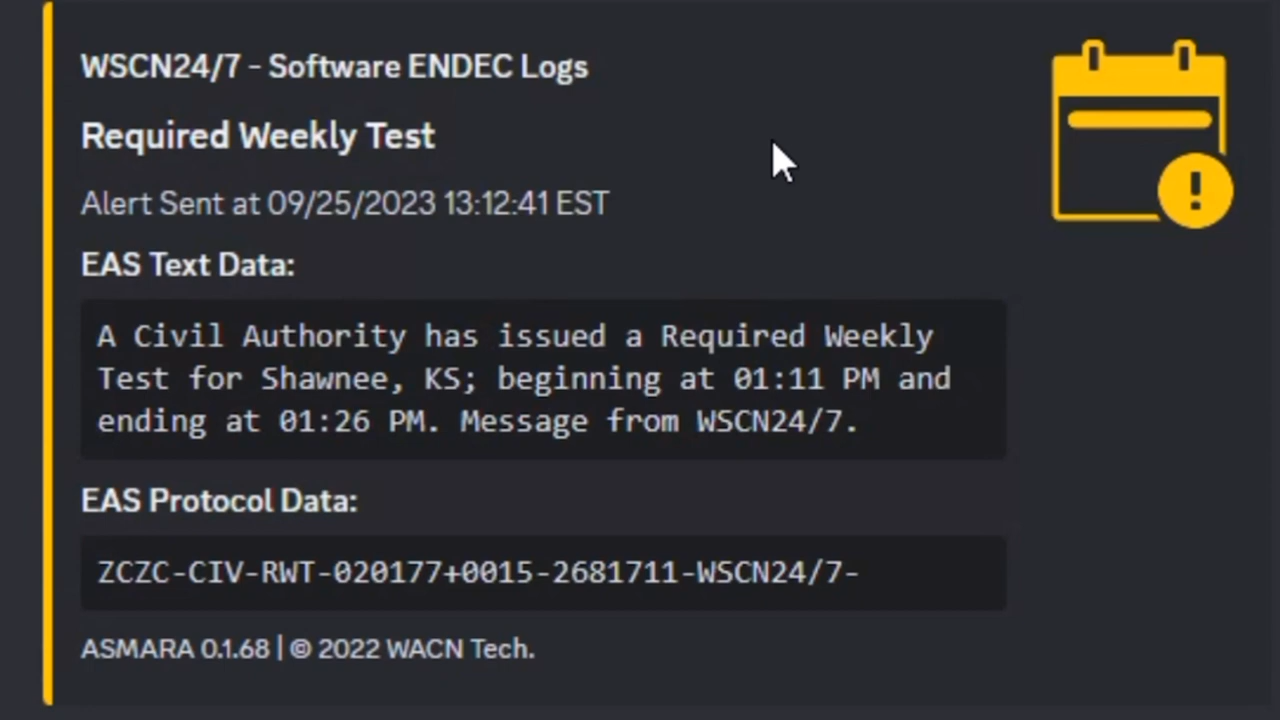 WSCN24/7 - Software ENDEC Logs
Required Weekly Test
Alert Sent at 09/25/2023 13:12:41 EST
EAS Text Data:
A Civil Authority has issued a Required Weekly
Test for Shawnee, KS; beginning at 01:11 PM and
ending at 01:26 PM. Message from WSCN24/7.
EAS Protocol Data:
ZCZC-CIV-RWT-020177+0015-2681711-WSCN24/7-
ASMARA 0.1.68 | © 2022 WACN Tech.